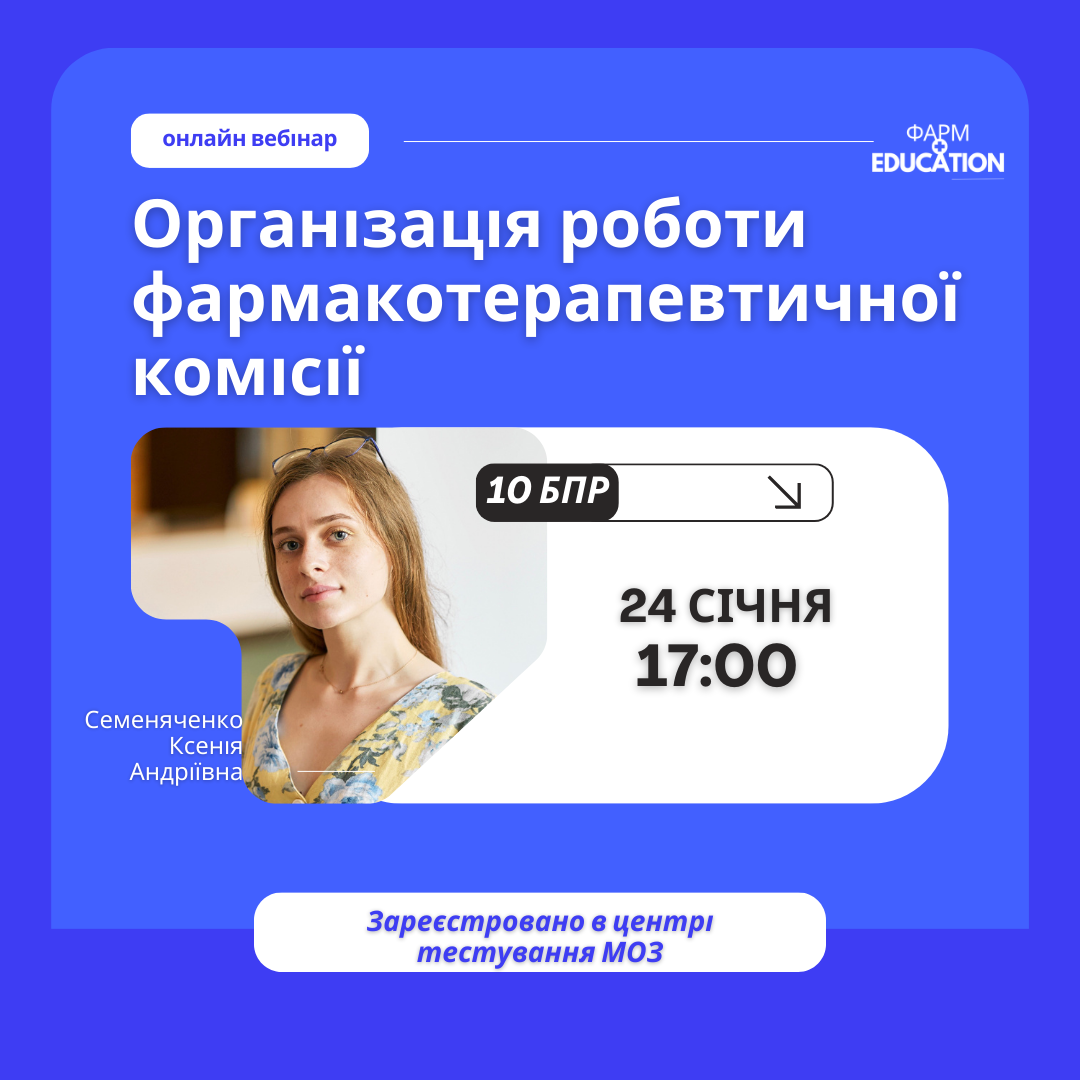 онлайн вебінар
ФАРМ
EDUCATION
Організація роботи
фармакотерапевтичної
комісії
10 БПР
24 СІЧНЯ
17:00
Семеняченко
Ксенія
Андріївна
Зареєстровано в центрі
тестування МОЗ